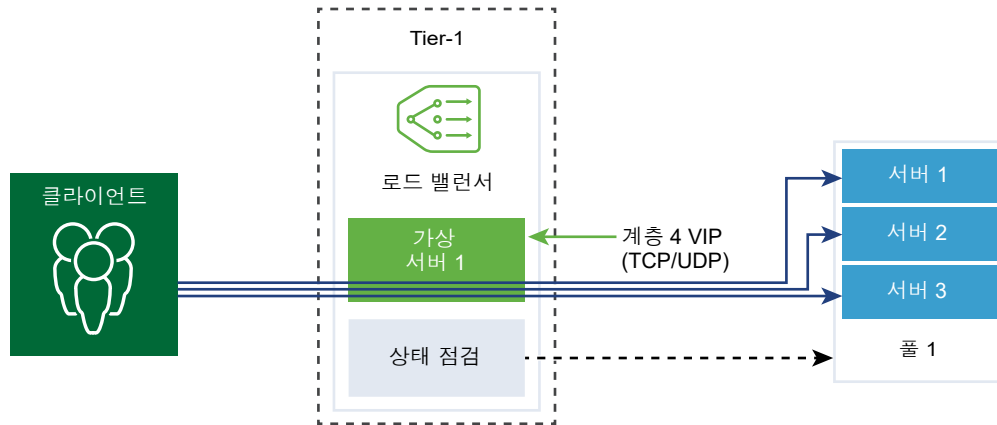 Tier-1
로드 밸런서
클라이언트
가상
서버 1
계층 4 VIP
(TCP/UDP)
상태 점검
서버 1
서버 2
서버 3
풀 1